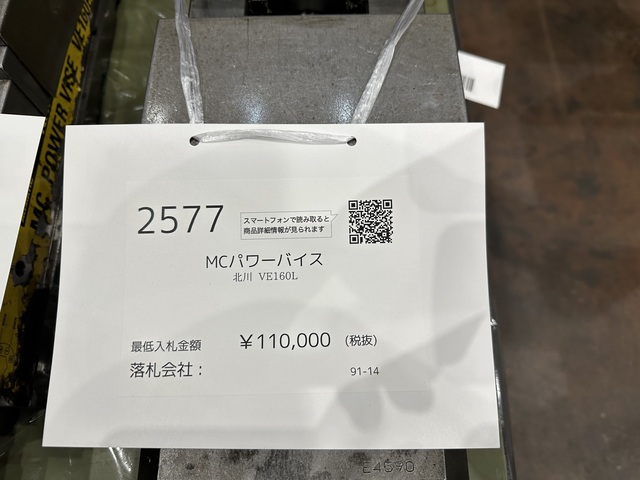 MC POWER VISE VE160
2577
スマートフォンで読み取ると
商品詳細情報が見られます
MCパワーバイス
北川 VE160L
最低入札金額 ￥110,000 (税抜)
落札会社： 91-14